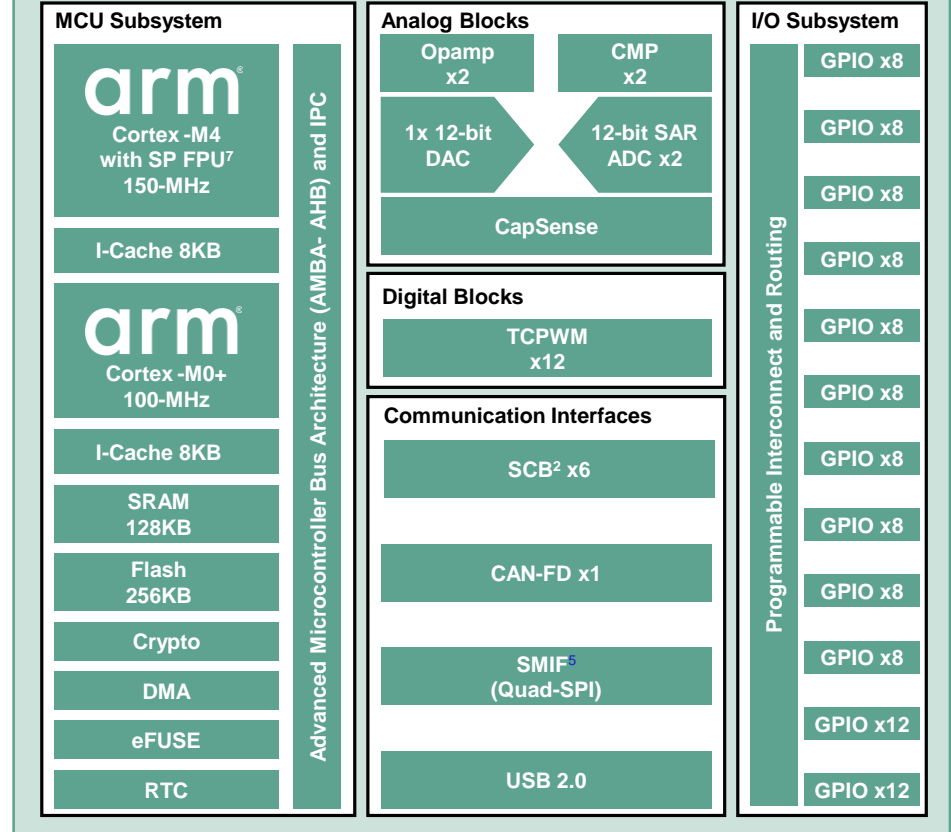 MCU Subsystem
arm®
Cortex -M4
with SP FPU⁷
150-MHz
I-Cache 8KB
arm®
Cortex -M0+
100-MHz
I-Cache 8KB
SRAM
128KB
Flash
256KB
Crypto
DMA
eFUSE
RTC
Advanced Microcontroller Bus Architecture (AMBA- AHB) and IPC
Analog Blocks
Opamp
x2
CMP
x2
1x 12-bit
DAC
12-bit SAR
ADC x2
CapSense
Digital Blocks
TCPWM
x12
Communication Interfaces
SCB² x6
CAN-FD x1
SMIF⁵
(Quad-SPI)
USB 2.0
I/O Subsystem
Programmable Interconnect and Routing
GPIO x8
GPIO x8
GPIO x8
GPIO x8
GPIO x8
GPIO x8
GPIO x8
GPIO x8
GPIO x8
GPIO x8
GPIO x12
GPIO x12